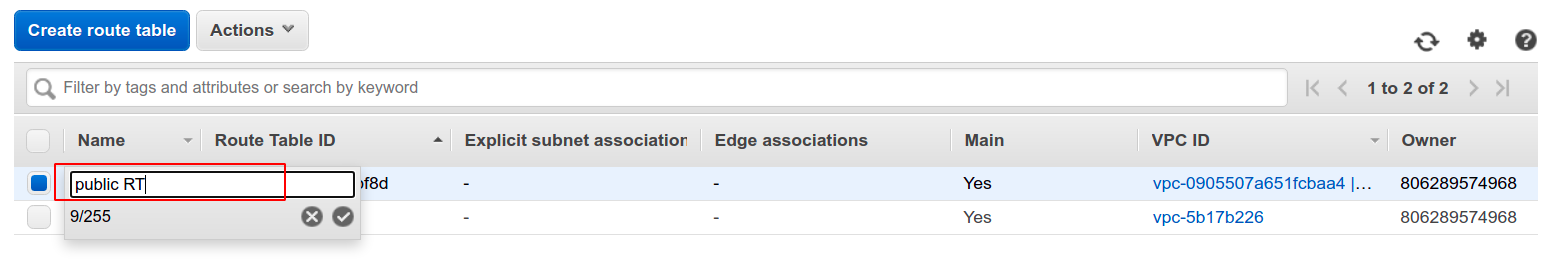 Create route table Actions
Filter by tags and attributes or search by keyword 1 to 2 of 2
Name Route Table ID Explicit subnet association Edge associations Main VPC ID Owner
public RT f8d - - Yes vpc-0905507a651fcbaa4 |... 806289574968
9/255 - - Yes vpc-5b17b226 806289574968